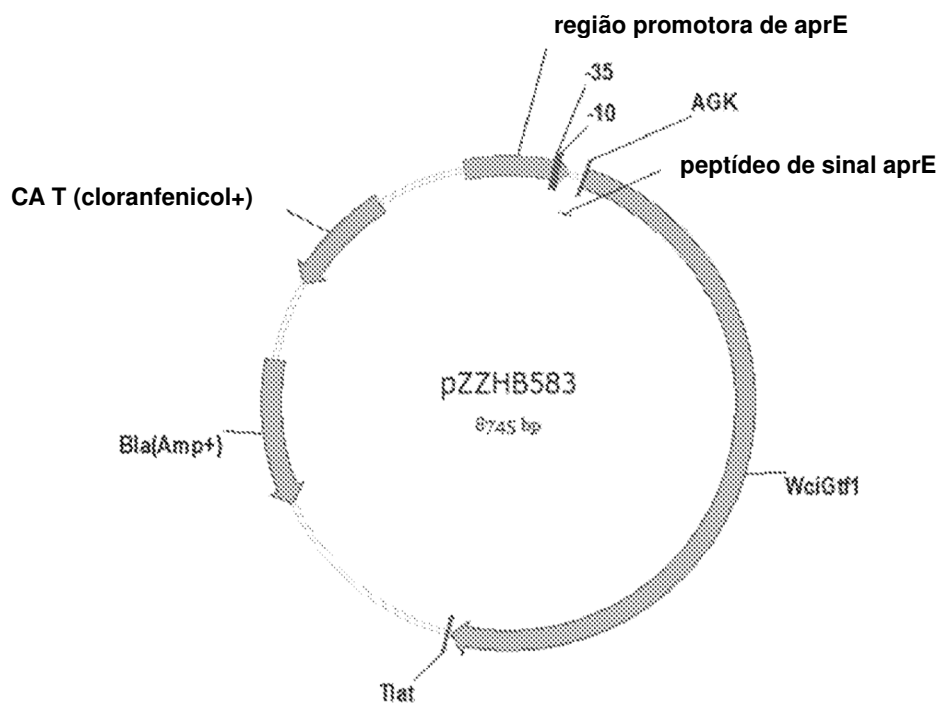 região promotora de aprE
-35
-10
AGK
peptídeo de sinal aprE
CA T (cloranfenicol+)
pZZHB583
8745 bp
Bla(Amp+)
WciGtf1
Tlat